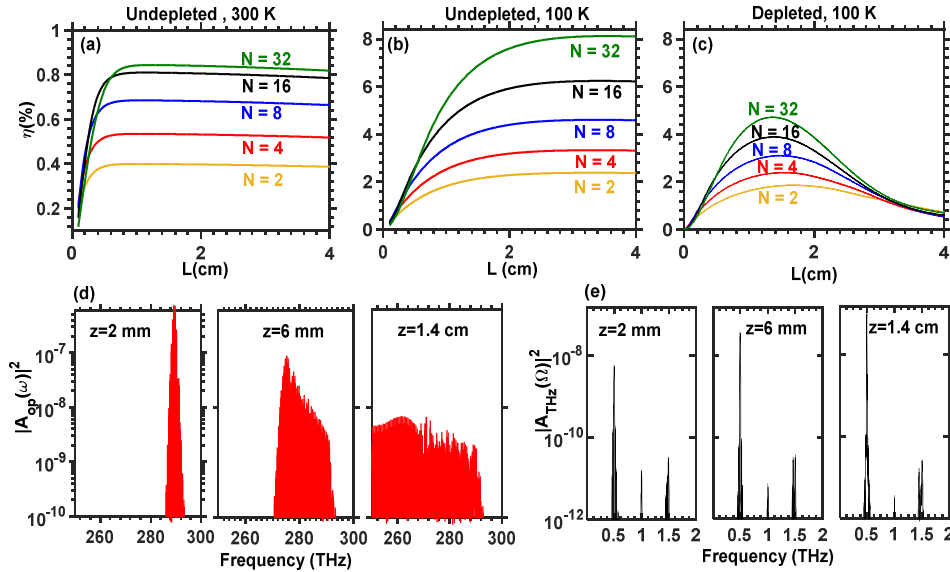 Undepleted , 300 K
Undepleted, 100 K
Depleted, 100 K
(a)
η(%)
1
0.8
0.6
0.4
0.2
N = 32
N = 16
N = 8
N = 4
N = 2
0 2 4
L(cm)
(b)
8
6
4
2
0
N = 32
N = 16
N = 8
N = 4
N = 2
0 2 4
L (cm)
(c)
8
6
4
2
0
N = 32
N = 16
N = 8
N = 4
N = 2
0 2 4
L(cm)
(d)
|A_op(ω)|²
10⁻⁷
10⁻⁸
10⁻⁹
10⁻¹⁰
z=2 mm
z=6 mm
z=1.4 cm
260 280 300
260 280 300
260 280 300
Frequency (THz)
(e)
|A_THz(Ω)|²
10⁻⁸
10⁻¹⁰
10⁻¹²
z=2 mm
z=6 mm
z=1.4 cm
0.5 1 1.5 2
0.5 1 1.5 2
0.5 1 1.5 2
Frequency (THz)